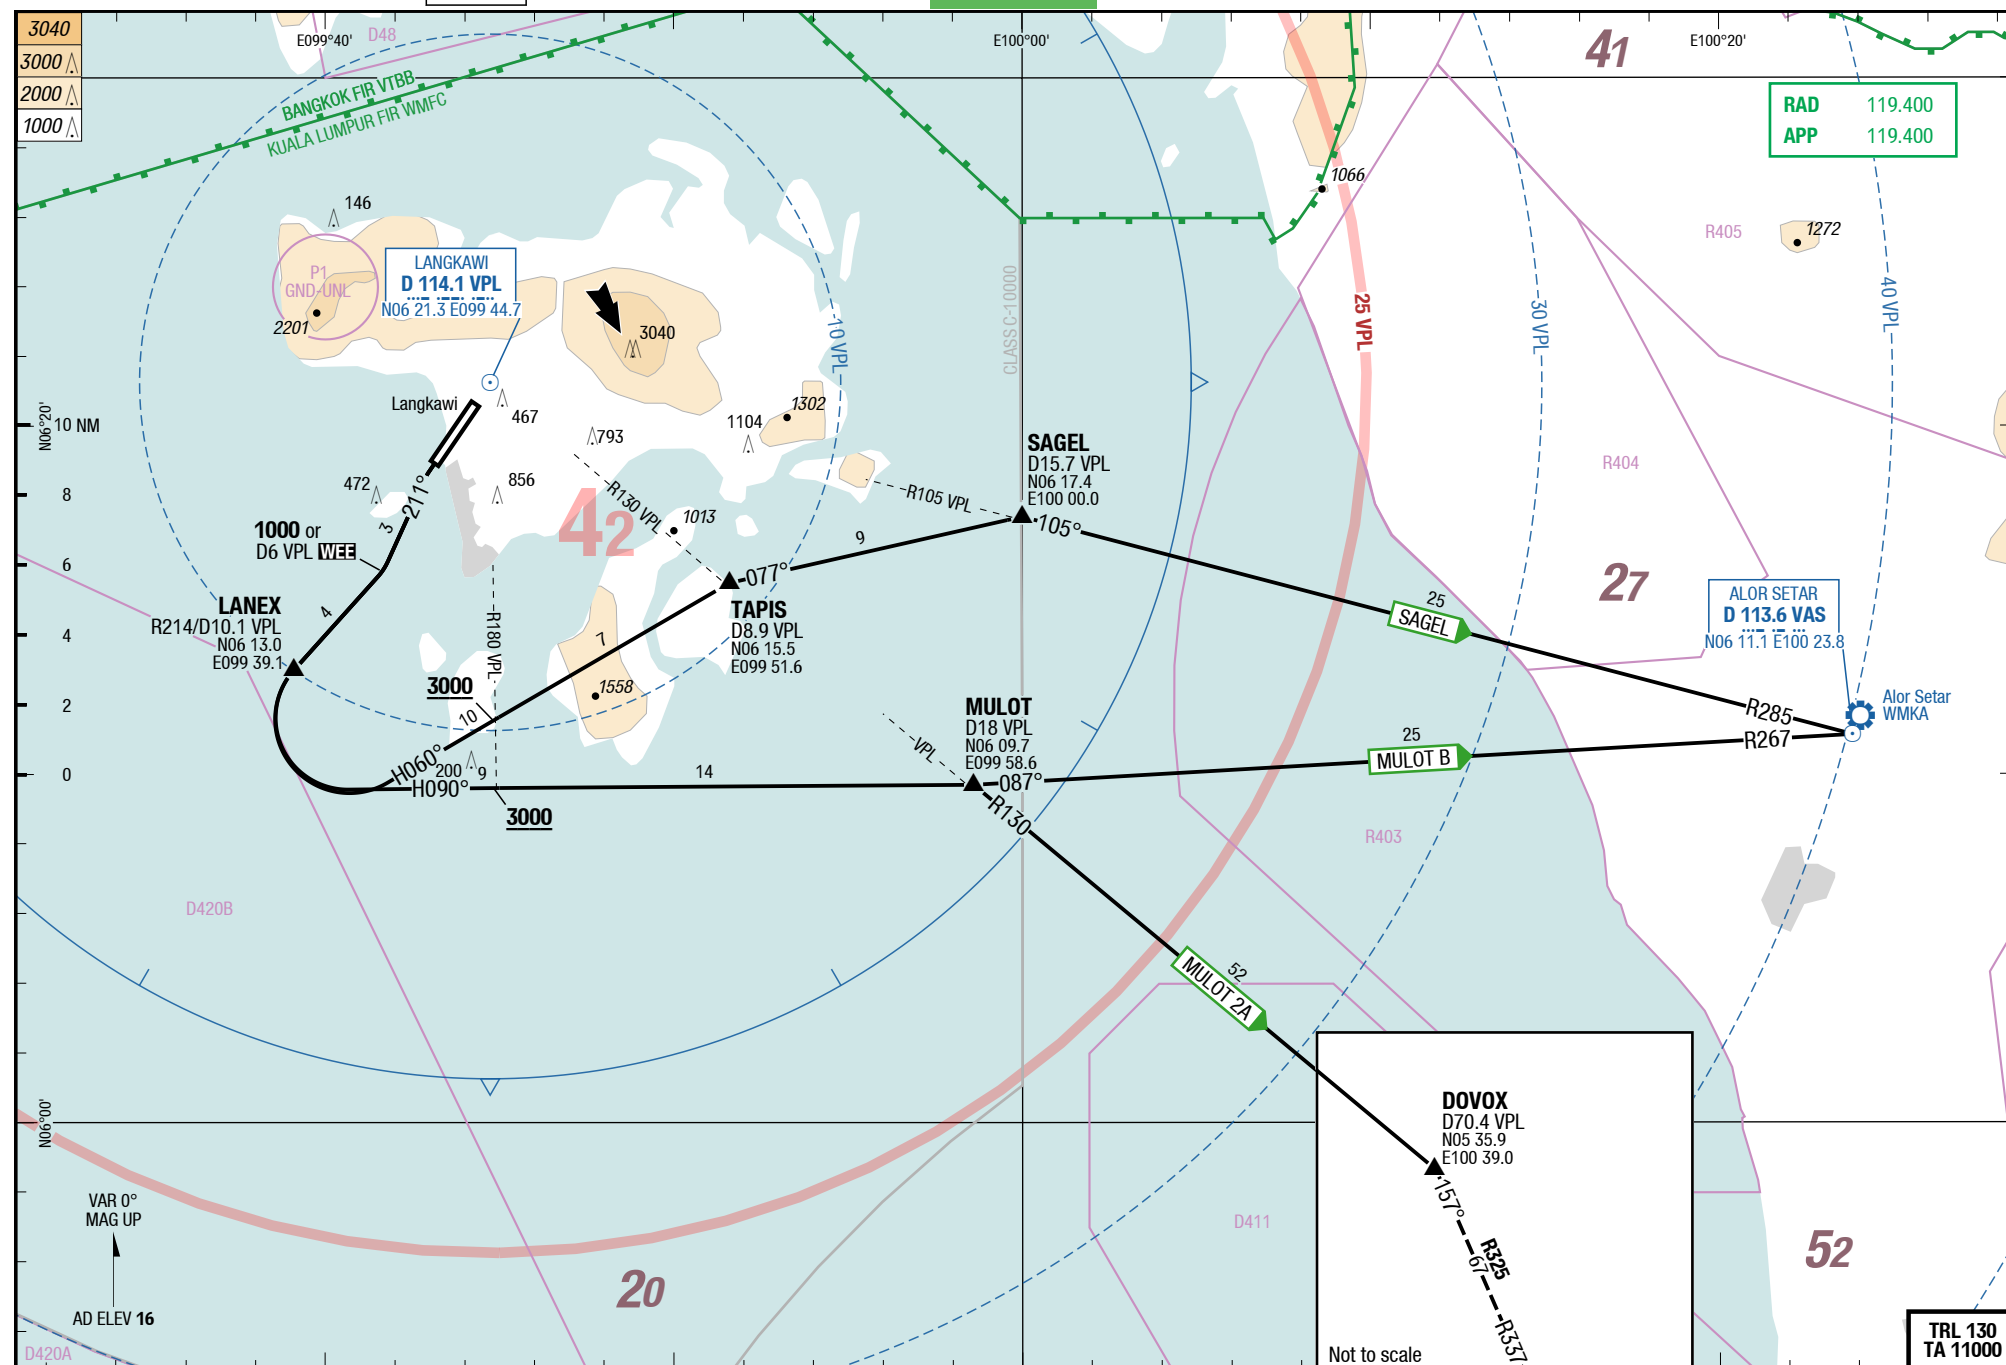 3040
3000
2000
1000
E099°40'
D48
E100°00'
41
E100°20'
BANGKOK FIR VTBB
KUALA LUMPUR FIR WMFC
RAD 119.400
APP 119.400
1066
146
R405
1272
P1
GND-UNL
2201
LANGKAWI
D 114.1 VPL
N06 21.3 E099 44.7
3040
10 VPL
CLASS C-10000
25 VPL
30 VPL
40 VPL
N06°20'
10 NM
8
6
4
2
0
Langkawi
467
793
1104
1302
472
856
211°
3
42
R130 VPL
1013
R105 VPL
SAGEL
D15.7 VPL
N06 17.4
E100 00.0
105°
R404
1000 or
D6 VPL WEE
9
077°
TAPIS
D8.9 VPL
N06 15.5
E099 51.6
27
25
SAGEL
ALOR SETAR
D 113.6 VAS
N06 11.1 E100 23.8
LANEX
R214/D10.1 VPL
N06 13.0
E099 39.1
4
R180 VPL
7
1558
3000
10
H060°
200
9
H090°
3000
14
MULOT
D18 VPL
N06 09.7
E099 58.6
VPL
087°
R130
25
MULOT B
R285
R267
Alor Setar
WMKA
R403
D420B
52
MULOT 2A
N06°00'
DOVOX
D70.4 VPL
N05 35.9
E100 39.0
157°
R325
67
R337
Not to scale
D411
VAR 0°
MAG UP
AD ELEV 16
D420A
20
52
TRL 130
TA 11000